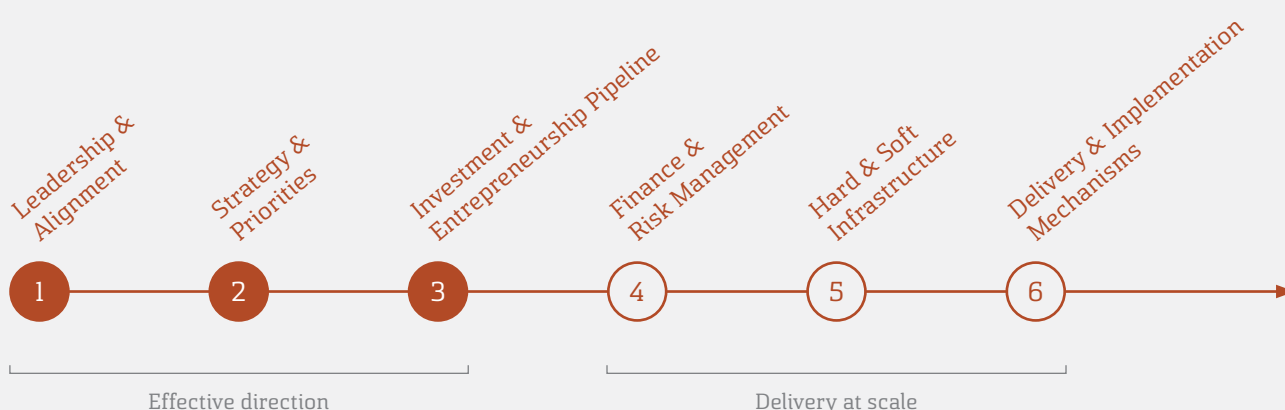 Leadership &
Alignment
Strategy &
Priorities
Investment &
Entrepreneurship Pipeline
Finance &
Risk Management
Hard & Soft
Infrastructure
Delivery & Implementation
Mechanisms
1
2
3
4
5
6
Effective direction
Delivery at scale